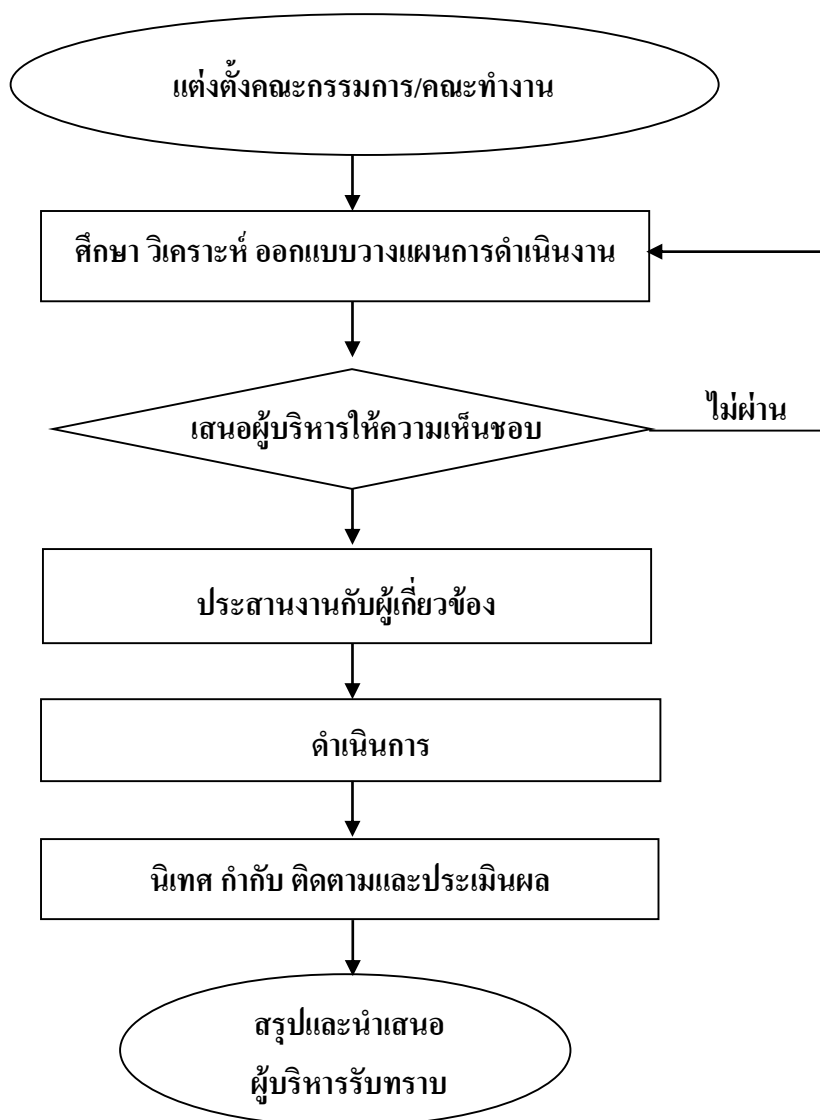 แต่งตั้งคณะกรรมการ/คณะทำงาน
ศึกษา วิเคราะห์ ออกแบบวางแผนการดำเนินงาน
เสนอผู้บริหารให้ความเห็นชอบ
ไม่ผ่าน
ประสานงานกับผู้เกี่ยวข้อง
ดำเนินการ
นิเทศ กำกับ ติดตามและประเมินผล
สรุปและนำเสนอ
ผู้บริหารรับทราบ